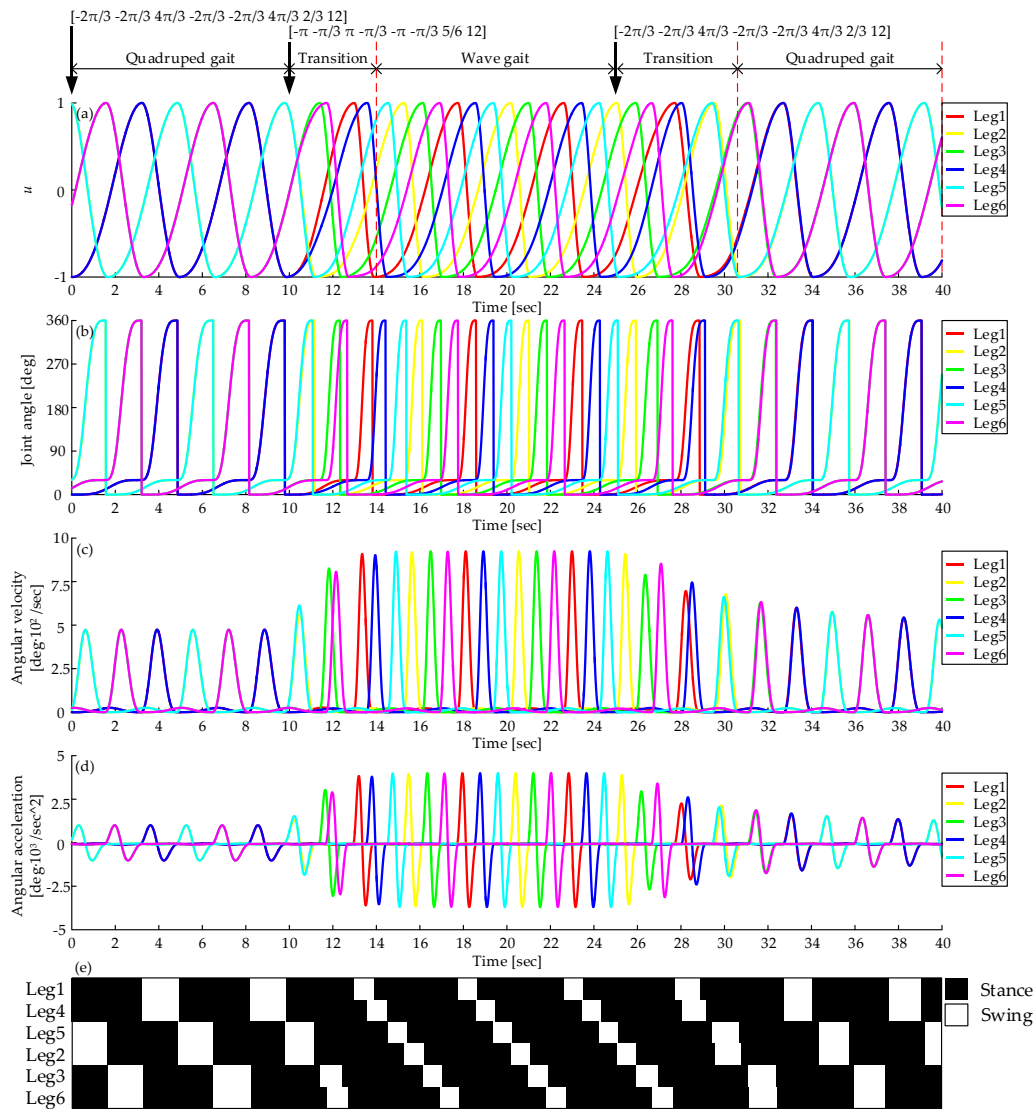 [-2π/3 -2π/3 4π/3 -2π/3 -2π/3 4π/3 2/3 12]
[-π -π/3 π -π/3 -π -π/3 5/6 12]
[-2π/3 -2π/3 4π/3 -2π/3 -2π/3 4π/3 2/3 12]
Quadruped gait
Transition
Wave gait
Transition
Quadruped gait
(a)
1
0
-1
u
0 2 4 6 8 10 12 14 16 18 20 22 24 26 28 30 32 34 36 38 40
Time [sec]
Leg1
Leg2
Leg3
Leg4
Leg5
Leg6
(b)
360
270
180
90
0
Joint angle [deg]
0 2 4 6 8 10 12 14 16 18 20 22 24 26 28 30 32 34 36 38 40
Time [sec]
Leg1
Leg2
Leg3
Leg4
Leg5
Leg6
(c)
10
7.5
5
2.5
0
Angular velocity
[deg·10² /sec]
0 2 4 6 8 10 12 14 16 18 20 22 24 26 28 30 32 34 36 38 40
Time [sec]
Leg1
Leg2
Leg3
Leg4
Leg5
Leg6
(d)
5
2.5
0
-2.5
-5
Angular acceleration
[deg·10³ /sec^2]
0 2 4 6 8 10 12 14 16 18 20 22 24 26 28 30 32 34 36 38 40
Time [sec]
Leg1
Leg2
Leg3
Leg4
Leg5
Leg6
(e)
Leg1
Leg4
Leg5
Leg2
Leg3
Leg6
Stance
Swing